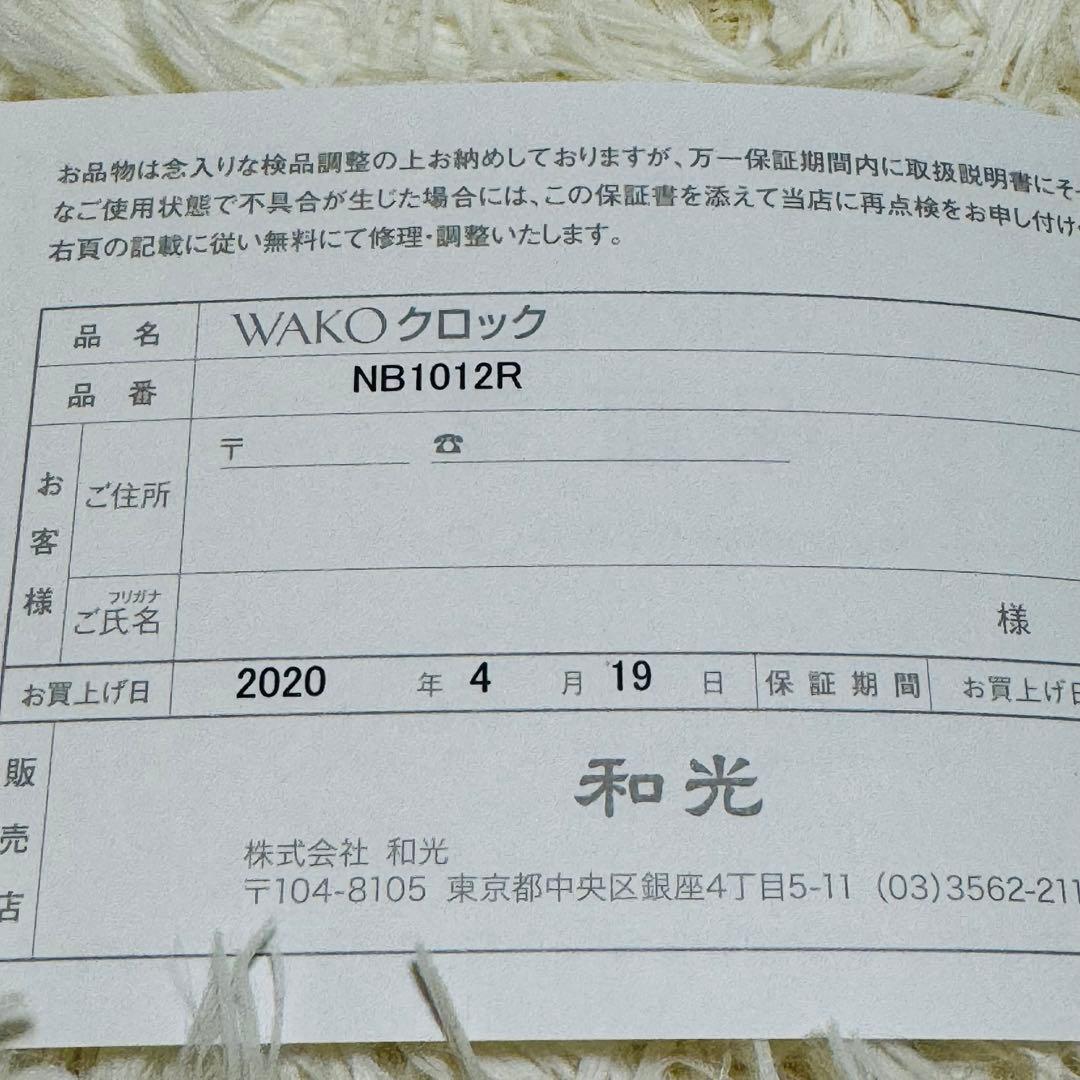 お品物は念入りな検品調整の上お納めしておりますが、万一保証期間内に取扱説明書にそ
なご使用状態で不具合が生じた場合には、この保証書を添えて当店に再点検をお申し付け
右頁の記載に従い無料にて修理・調整いたします。
品名 WAKOクロック
品番 NB1012R
お客様
ご住所 〒 ☎
フリガナ
ご氏名 様
お買上げ日 2020 年 4 月 19 日 保証期間 お買上げ日
販売店
和光
株式会社 和光
〒104-8105 東京都中央区銀座4丁目5-11 (03)3562-211